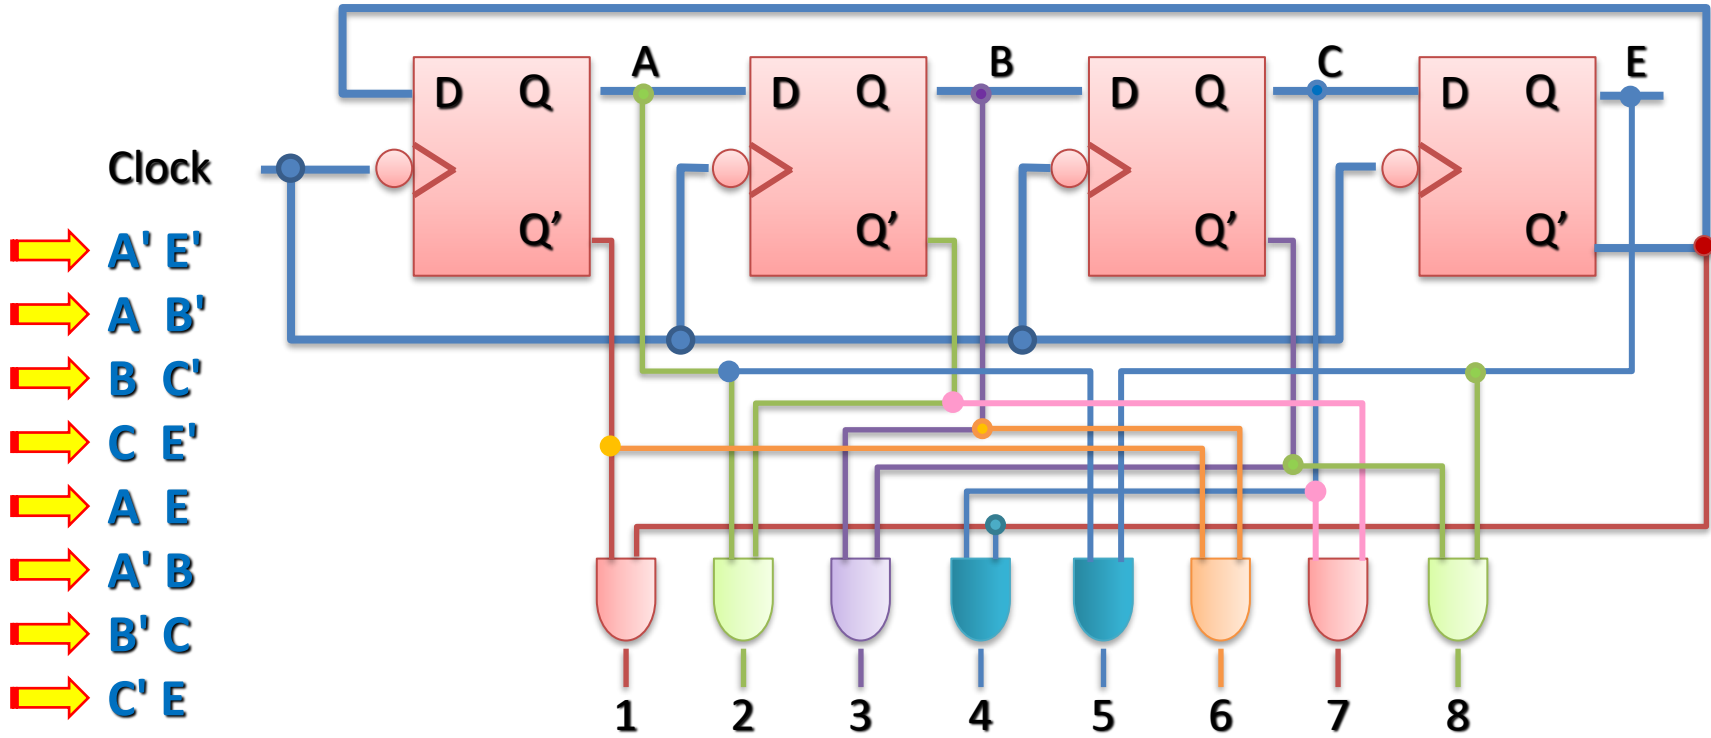 A B C E
D Q D Q D Q D Q
Clock
Q’ Q’ Q’ Q’
A' E'
A B'
B C'
C E'
A E
A' B
B' C
C' E
1 2 3 4 5 6 7 8